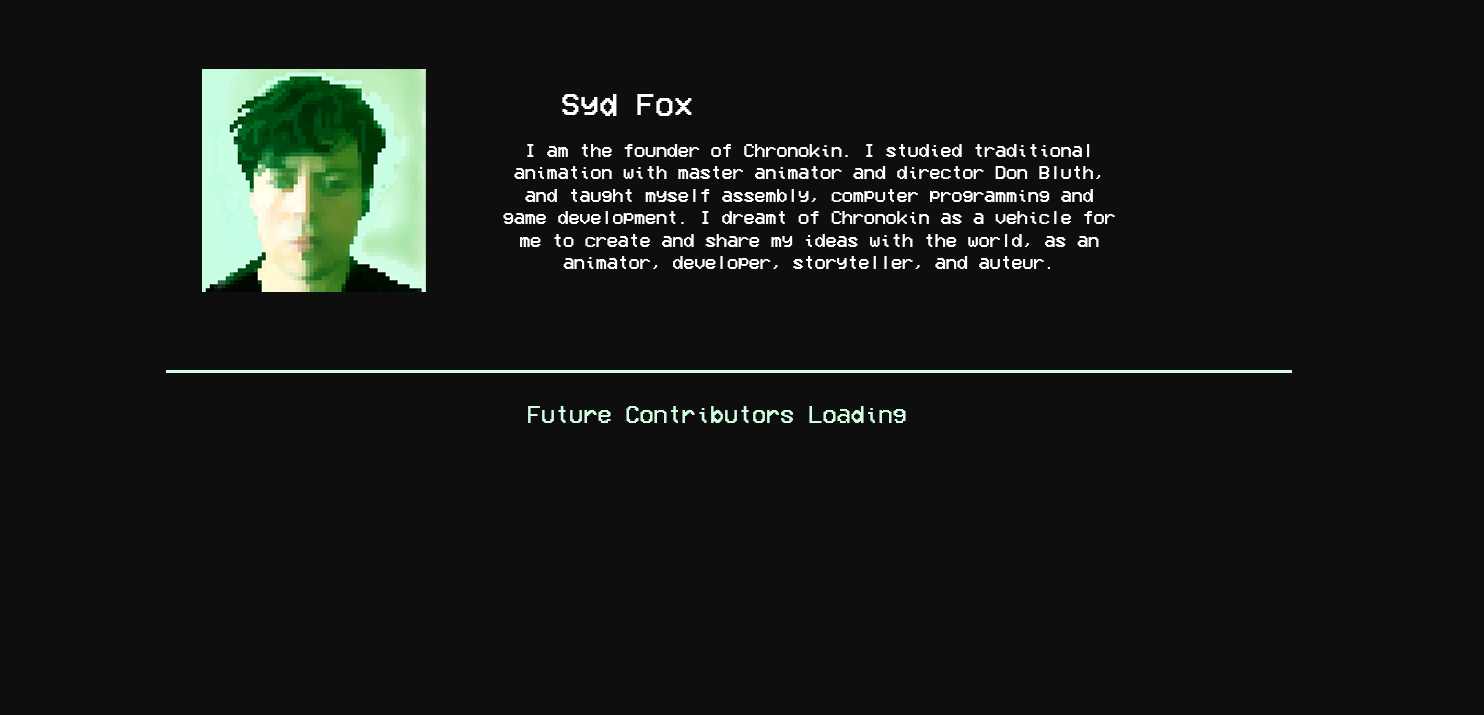 Syd Fox
I am the founder of Chronokin. I studied traditional
animation with master animator and director Don Bluth,
and taught myself assembly, computer programming and
game development. I dreamt of Chronokin as a vehicle for
me to create and share my ideas with the world, as an
animator, developer, storyteller, and auteur.
Future Contributors Loading